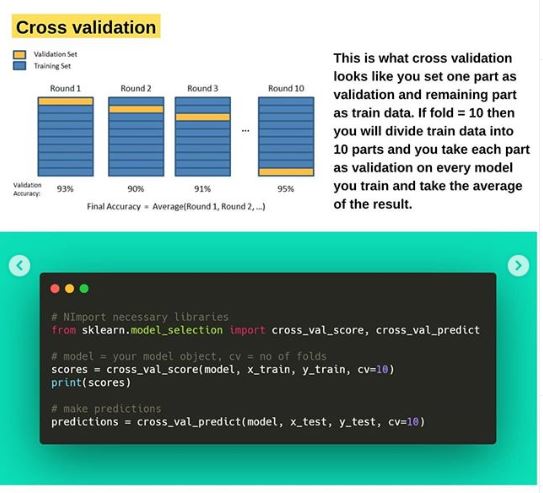 Cross validation
Validation Set
Training Set
Round 1
Round 2
Round 3
Round 10
...
Validation
Accuracy:
93%
90%
91%
95%
Final Accuracy = Average(Round 1, Round 2, ...)
This is what cross validation
looks like you set one part as
validation and remaining part
as train data. If fold = 10 then
you will divide train data into
10 parts and you take each part
as validation on every model
you train and take the average
of the result.
# NImport necessary libraries
from sklearn.model_selection import cross_val_score, cross_val_predict
# model = your model object, cv = no of folds
scores = cross_val_score(model, x_train, y_train, cv=10)
print(scores)
# make predictions
predictions = cross_val_predict(model, x_test, y_test, cv=10)